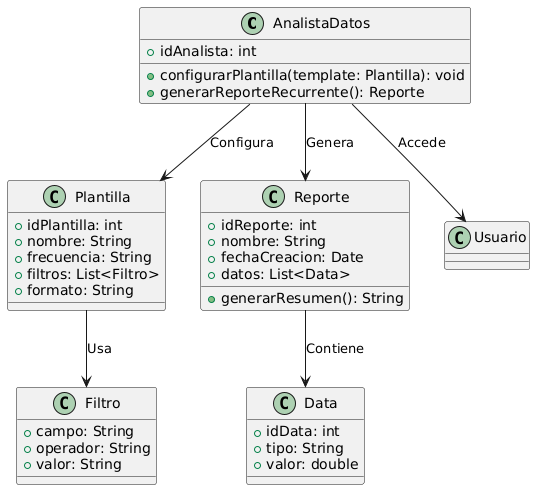 C AnalistaDatos
idAnalista: int
configurarPlantilla(template: Plantilla): void
generarReporteRecurrente(): Reporte
Configura
Genera
Accede
C Plantilla
idPlantilla: int
nombre: String
frecuencia: String
filtros: List<Filtro>
formato: String
C Reporte
idReporte: int
nombre: String
fechaCreacion: Date
datos: List<Data>
generarResumen(): String
C Usuario
Usa
Contiene
C Filtro
campo: String
operador: String
valor: String
C Data
idData: int
tipo: String
valor: double